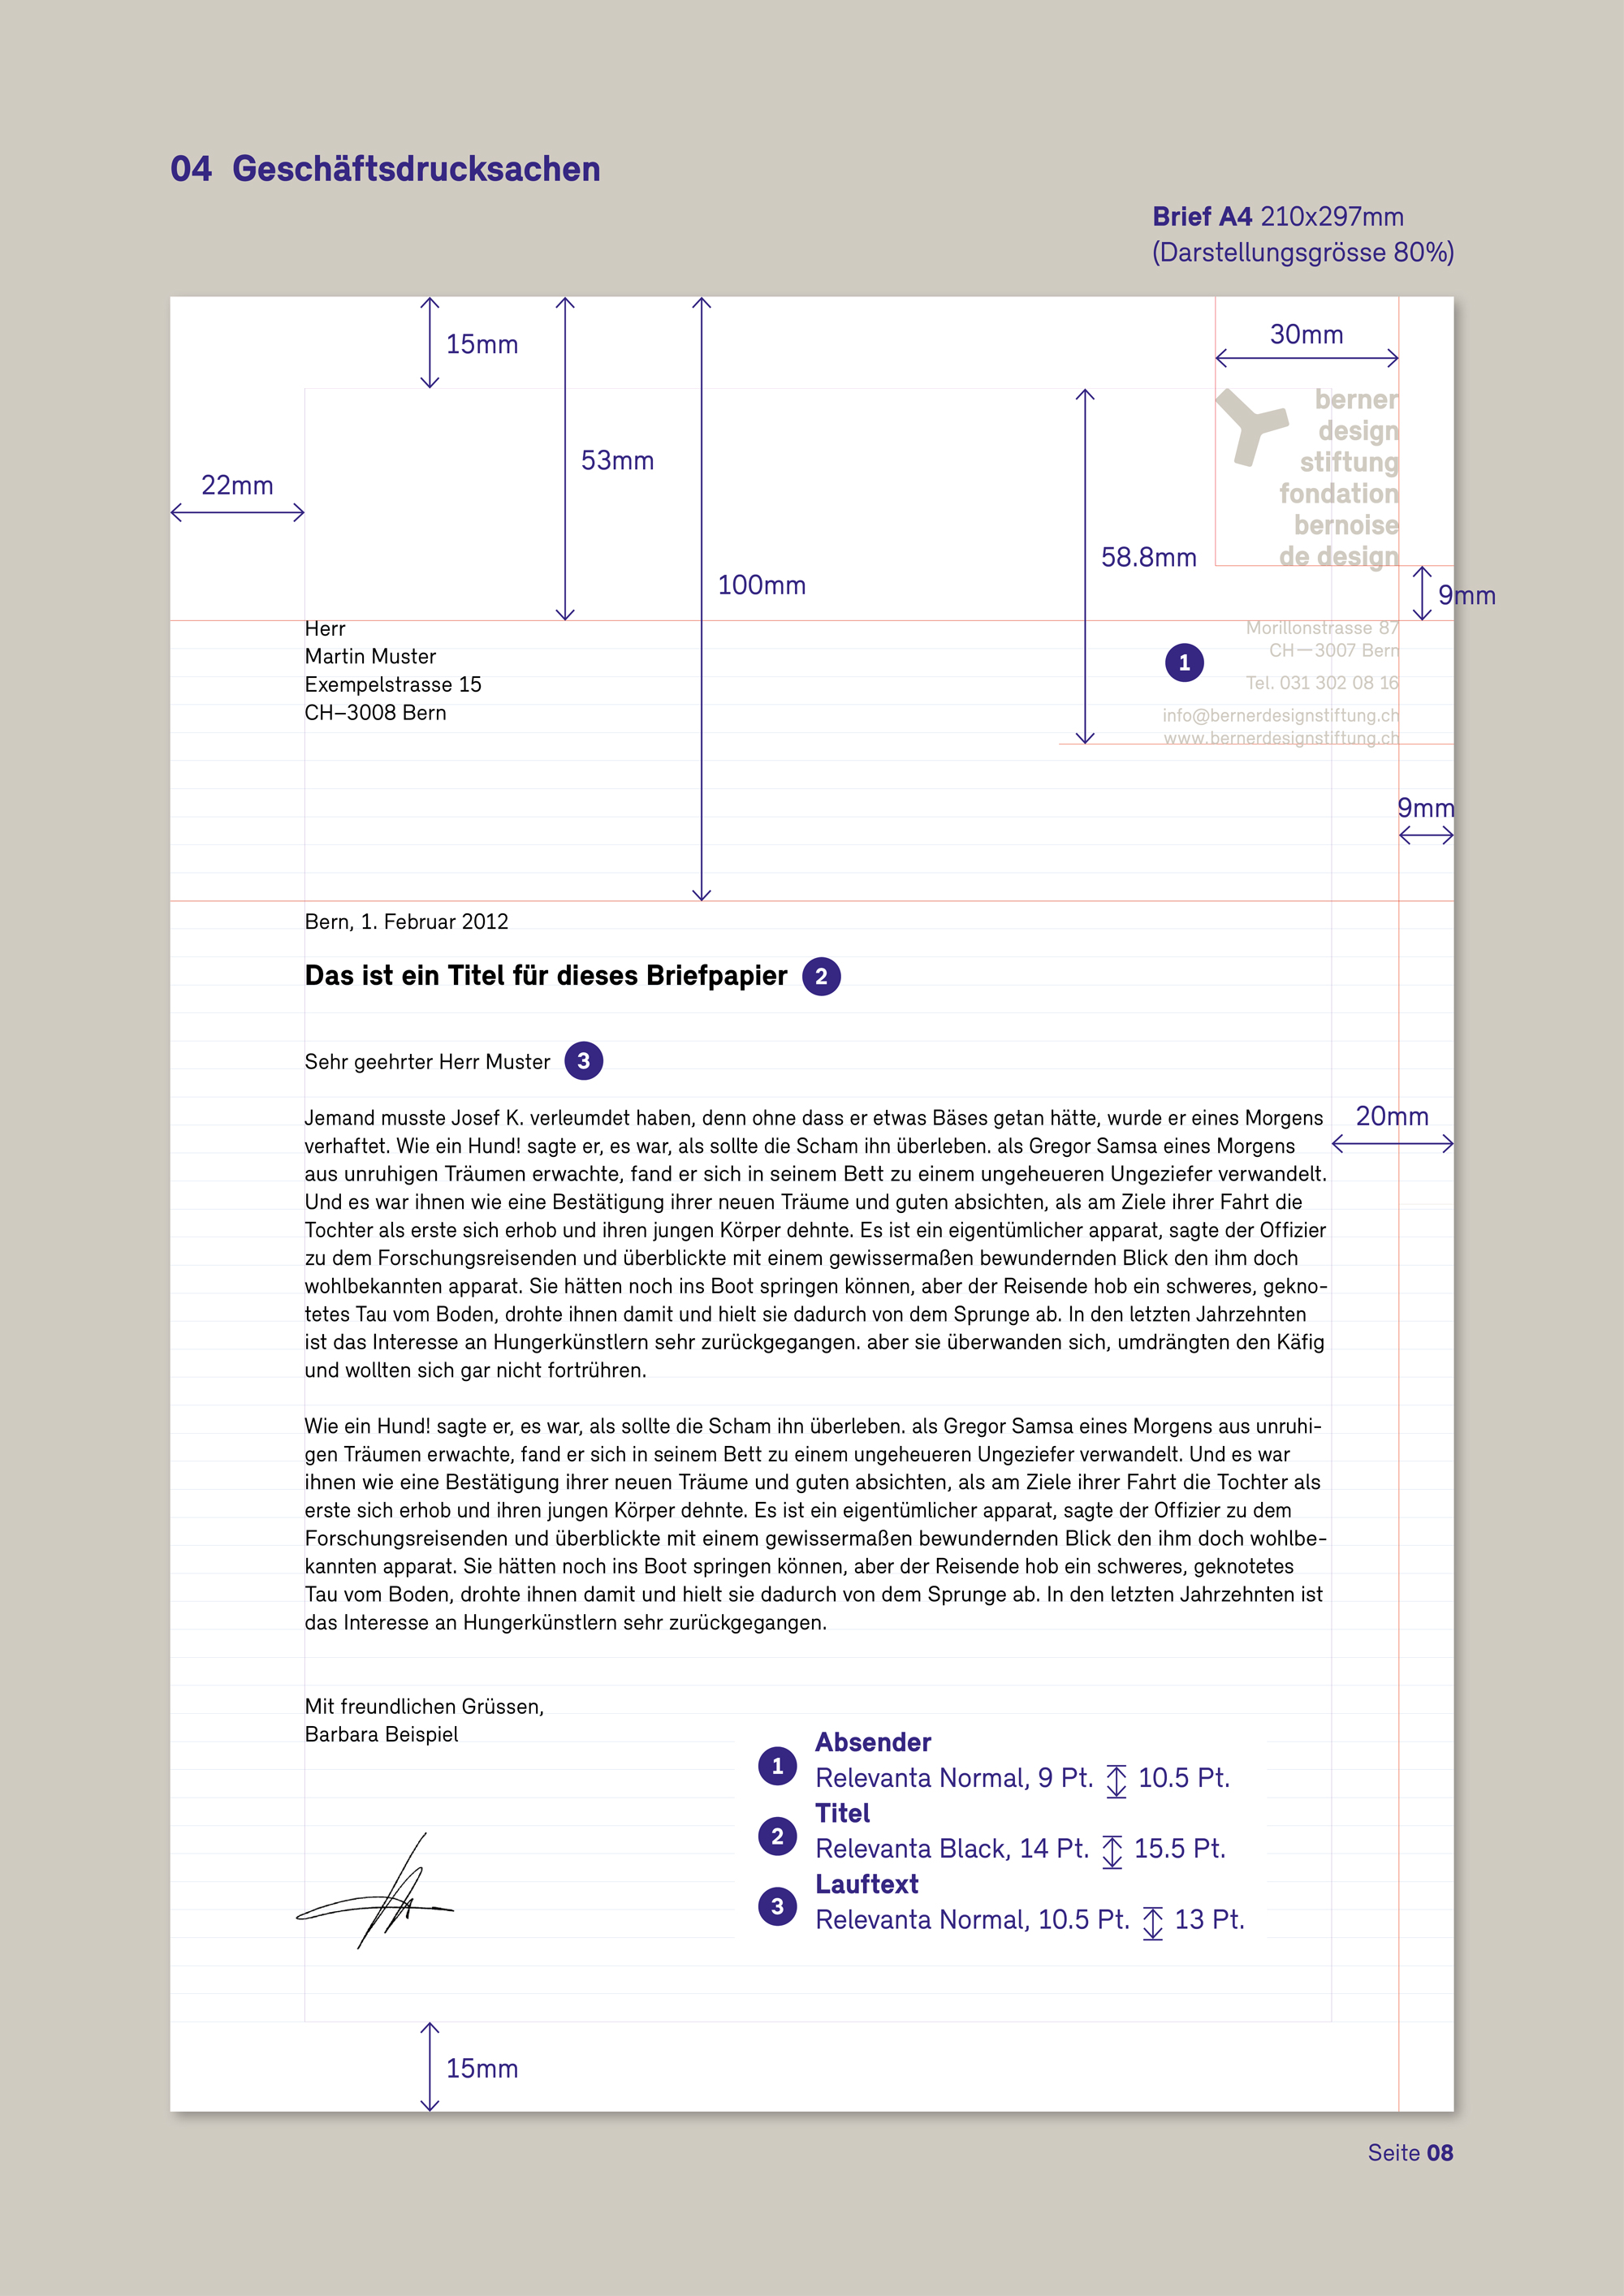 04 Geschäftsdrucksachen
Brief A4 210x297mm
(Darstellungsgrösse 80%)
15mm
53mm
100mm
22mm
58.8mm
30mm
berner
design
stiftung
fondation
bernoise
de design
9mm
Herr
Martin Muster
Exempelstrasse 15
CH–3008 Bern
1
Morillonstrasse 87
CH—3007 Bern
Tel. 031 302 08 16
info@bernerdesignstiftung.ch
www.bernerdesignstiftung.ch
9mm
Bern, 1. Februar 2012
Das ist ein Titel für dieses Briefpapier 2
Sehr geehrter Herr Muster 3
20mm
Jemand musste Josef K. verleumdet haben, denn ohne dass er etwas Bäses getan hätte, wurde er eines Morgens
verhaftet. Wie ein Hund! sagte er, es war, als sollte die Scham ihn überleben. als Gregor Samsa eines Morgens
aus unruhigen Träumen erwachte, fand er sich in seinem Bett zu einem ungeheueren Ungeziefer verwandelt.
Und es war ihnen wie eine Bestätigung ihrer neuen Träume und guten absichten, als am Ziele ihrer Fahrt die
Tochter als erste sich erhob und ihren jungen Körper dehnte. Es ist ein eigentümlicher apparat, sagte der Offizier
zu dem Forschungsreisenden und überblickte mit einem gewissermaßen bewundernden Blick den ihm doch
wohlbekannten apparat. Sie hätten noch ins Boot springen können, aber der Reisende hob ein schweres, gekno-
tetes Tau vom Boden, drohte ihnen damit und hielt sie dadurch von dem Sprunge ab. In den letzten Jahrzehnten
ist das Interesse an Hungerkünstlern sehr zurückgegangen. aber sie überwanden sich, umdrängten den Käfig
und wollten sich gar nicht fortrühren.
Wie ein Hund! sagte er, es war, als sollte die Scham ihn überleben. als Gregor Samsa eines Morgens aus unruhi-
gen Träumen erwachte, fand er sich in seinem Bett zu einem ungeheueren Ungeziefer verwandelt. Und es war
ihnen wie eine Bestätigung ihrer neuen Träume und guten absichten, als am Ziele ihrer Fahrt die Tochter als
erste sich erhob und ihren jungen Körper dehnte. Es ist ein eigentümlicher apparat, sagte der Offizier zu dem
Forschungsreisenden und überblickte mit einem gewissermaßen bewundernden Blick den ihm doch wohlbe-
kannten apparat. Sie hätten noch ins Boot springen können, aber der Reisende hob ein schweres, geknotetes
Tau vom Boden, drohte ihnen damit und hielt sie dadurch von dem Sprunge ab. In den letzten Jahrzehnten ist
das Interesse an Hungerkünstlern sehr zurückgegangen.
Mit freundlichen Grüssen,
Barbara Beispiel
1 Absender
Relevanta Normal, 9 Pt. 10.5 Pt.
2 Titel
Relevanta Black, 14 Pt. 15.5 Pt.
3 Lauftext
Relevanta Normal, 10.5 Pt. 13 Pt.
15mm
Seite 08